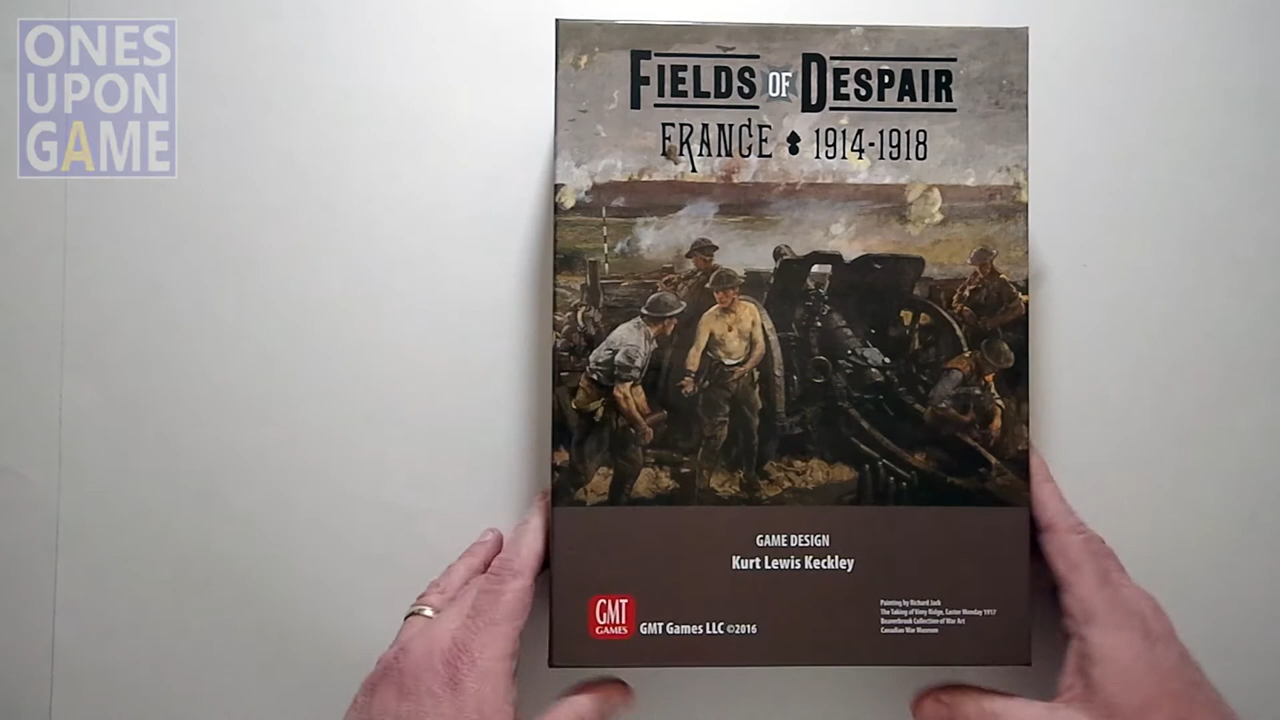 ONES
UPON
GAME
FIELDS OF DESPAIR
FRANCE 1914-1918
GAME DESIGN
Kurt Lewis Keckley
GMT
GAMES
GMT Games LLC ©2016
Painting by Richard Jack
The Taking of Vimy Ridge, Easter Monday 1917
Beaverbrook Collection of War Art
Canadian War Museum